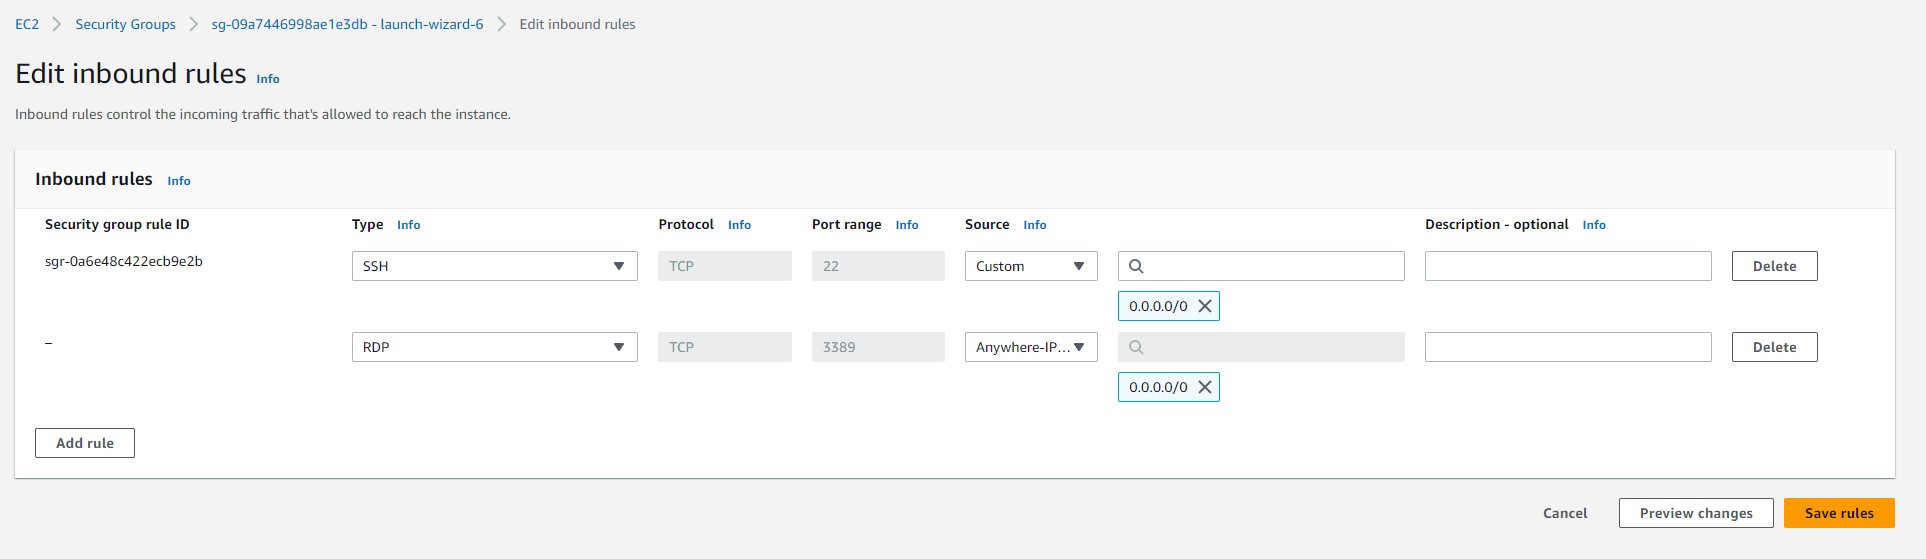 EC2 > Security Groups > sg-09a7446998ae1e3db - launch-wizard-6 > Edit inbound rules
Edit inbound rules Info
Inbound rules control the incoming traffic that's allowed to reach the instance.
Inbound rules Info
Security group rule ID Type Info Protocol Info Port range Info Source Info Description - optional Info
sgr-0a6e48c422ecb9e2b SSH TCP 22 Custom Delete
0.0.0.0/0
– RDP TCP 3389 Anywhere-IP... Delete
0.0.0.0/0
Add rule
Cancel Preview changes Save rules